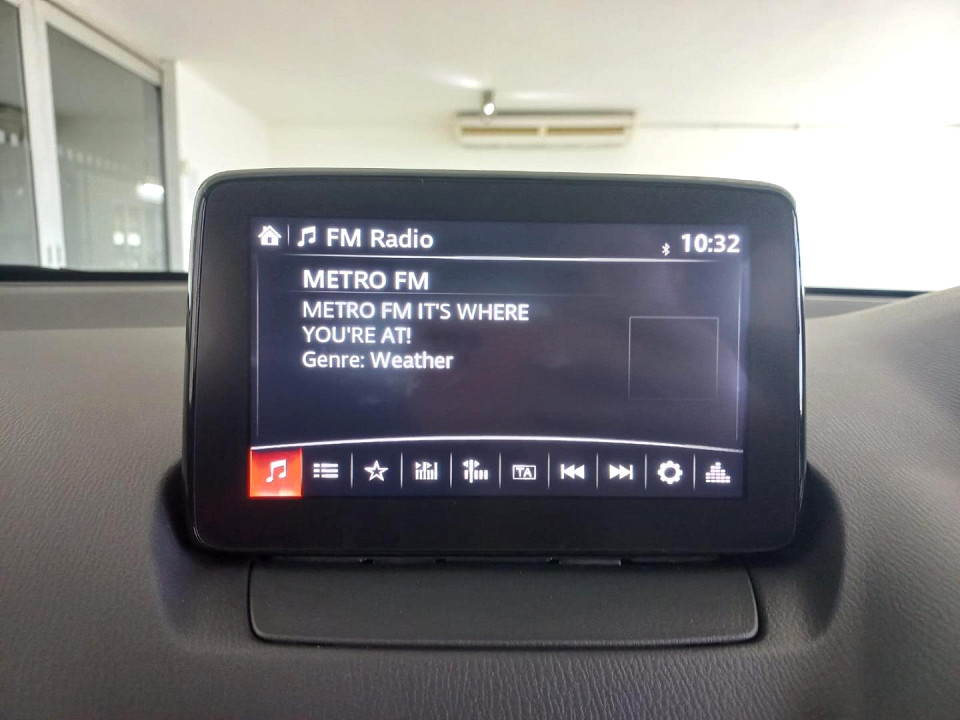 FM Radio
10:32
METRO FM
METRO FM IT'S WHERE
YOU'RE AT!
Genre: Weather
TA